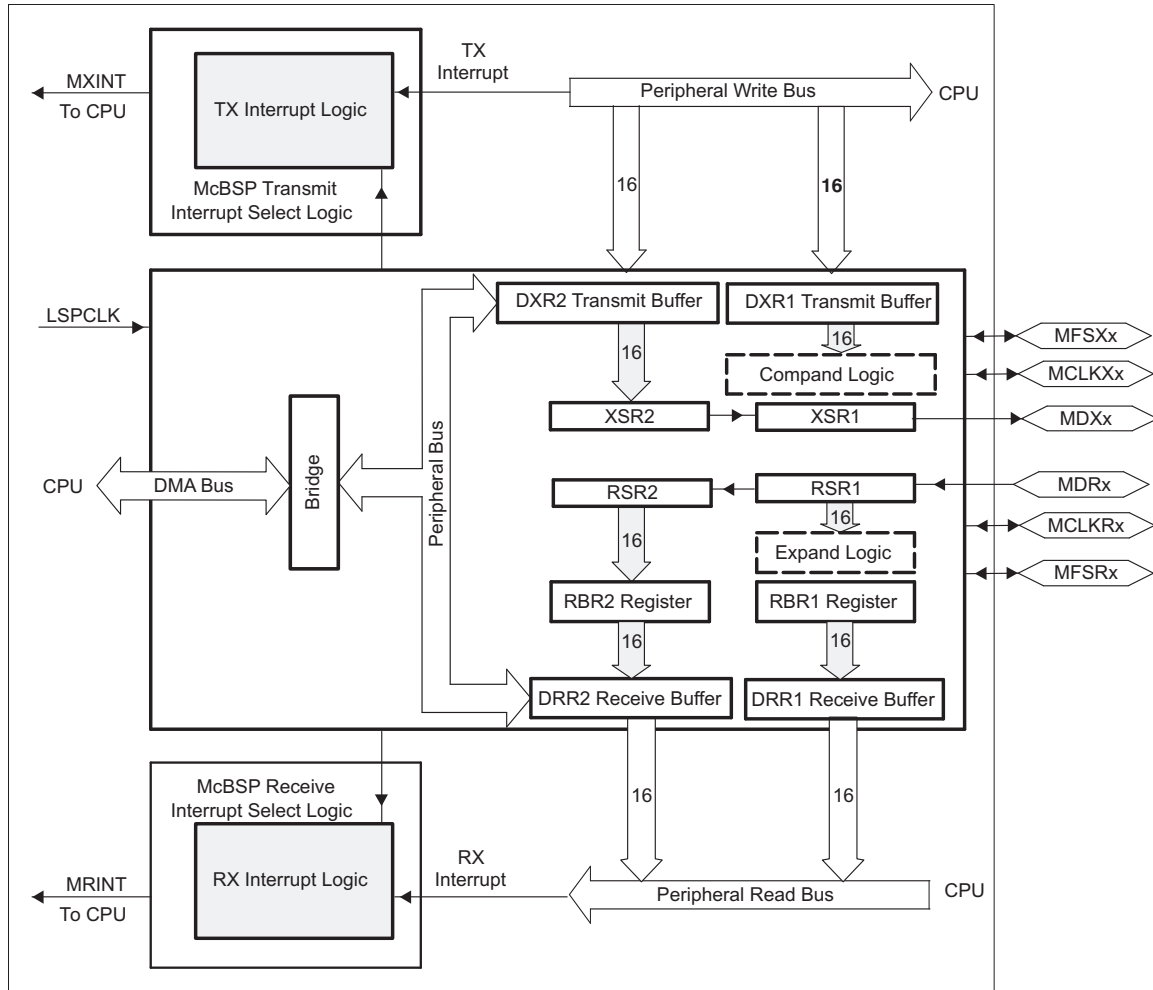 MXINT
To CPU
TX Interrupt Logic
McBSP Transmit
Interrupt Select Logic
TX
Interrupt
Peripheral Write Bus
CPU
16
16
LSPCLK
DXR2 Transmit Buffer
DXR1 Transmit Buffer
16
16
Compand Logic
XSR2
XSR1
MFSXx
MCLKXx
MDXx
CPU
DMA Bus
Bridge
Peripheral Bus
RSR2
RSR1
MDRx
16
16
Expand Logic
MCLKRx
MFSRx
RBR2 Register
RBR1 Register
16
16
DRR2 Receive Buffer
DRR1 Receive Buffer
McBSP Receive
Interrupt Select Logic
16
16
RX Interrupt Logic
MRINT
To CPU
RX
Interrupt
Peripheral Read Bus
CPU